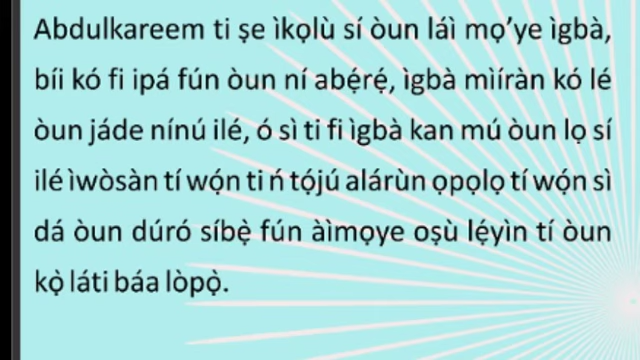 Abdulkareem ti ṣe ìkọlù sí òun láì mọ’ye ìgbà,
bíi kó fi ipá fún òun ní abẹ́rẹ́, ìgbà mìíràn kó lé
òun jáde nínú ilé, ó sì ti fi ìgbà kan mú òun lọ sí
ilé ìwòsàn tí wọ́n ti ń tọ́jú alárùn ọpọlọ tí wọ́n sì
dá òun dúró síbẹ̀ fún àìmọye oṣù lẹ́yìn tí òun
kọ̀ láti báa lòpọ̀.